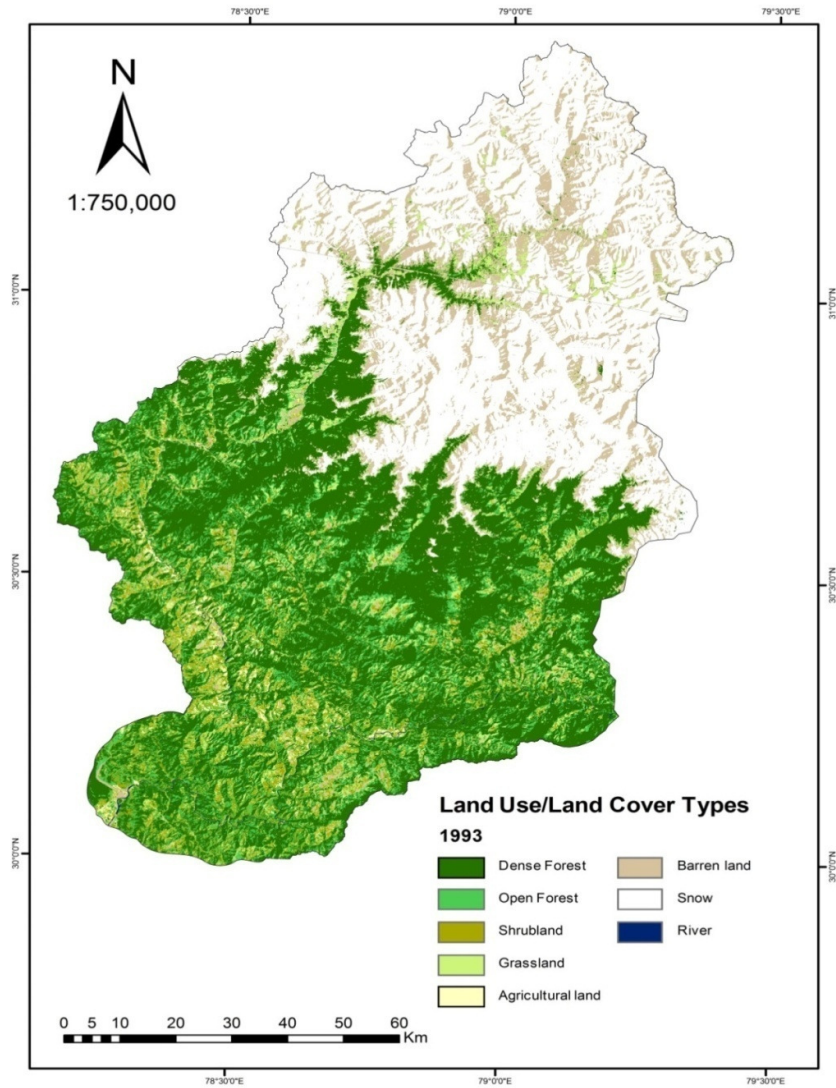 78°30'0"E 79°0'0"E 79°30'0"E
N
1:750,000
31°0'0"N 31°0'0"N
30°30'0"N 30°30'0"N
30°0'0"N 30°0'0"N
Land Use/Land Cover Types
1993
Dense Forest
Open Forest
Shrubland
Grassland
Agricultural land
Barren land
Snow
River
0 5 10 20 30 40 50 60
Km
78°30'0"E 79°0'0"E 79°30'0"E